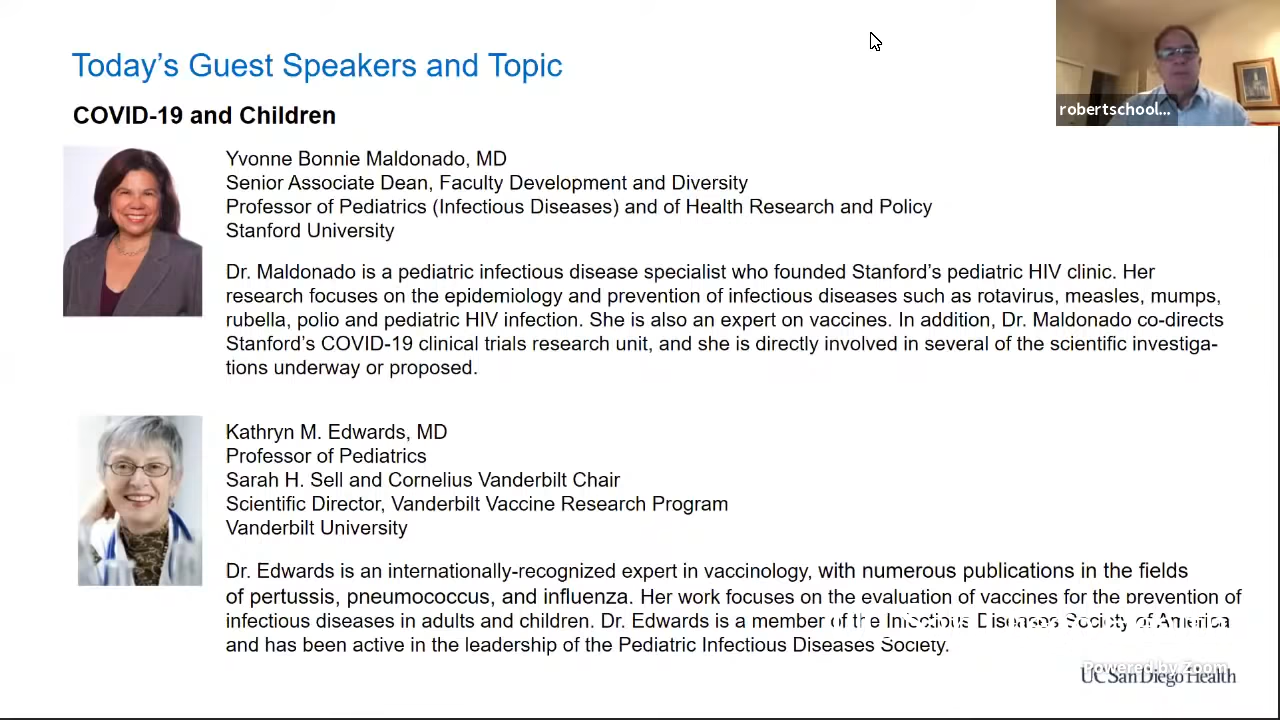 Today's Guest Speakers and Topic
robertschool...
COVID-19 and Children
Yvonne Bonnie Maldonado, MD
Senior Associate Dean, Faculty Development and Diversity
Professor of Pediatrics (Infectious Diseases) and of Health Research and Policy
Stanford University
Dr. Maldonado is a pediatric infectious disease specialist who founded Stanford's pediatric HIV clinic. Her
research focuses on the epidemiology and prevention of infectious diseases such as rotavirus, measles, mumps,
rubella, polio and pediatric HIV infection. She is also an expert on vaccines. In addition, Dr. Maldonado co-directs
Stanford's COVID-19 clinical trials research unit, and she is directly involved in several of the scientific investiga-
tions underway or proposed.
Kathryn M. Edwards, MD
Professor of Pediatrics
Sarah H. Sell and Cornelius Vanderbilt Chair
Scientific Director, Vanderbilt Vaccine Research Program
Vanderbilt University
Dr. Edwards is an internationally-recognized expert in vaccinology, with numerous publications in the fields
of pertussis, pneumococcus, and influenza. Her work focuses on the evaluation of vaccines for the prevention of
infectious diseases in adults and children. Dr. Edwards is a member of the Infectious Diseases Society of America
and has been active in the leadership of the Pediatric Infectious Diseases Society.
Powered by Zoom
UC San Diego Health